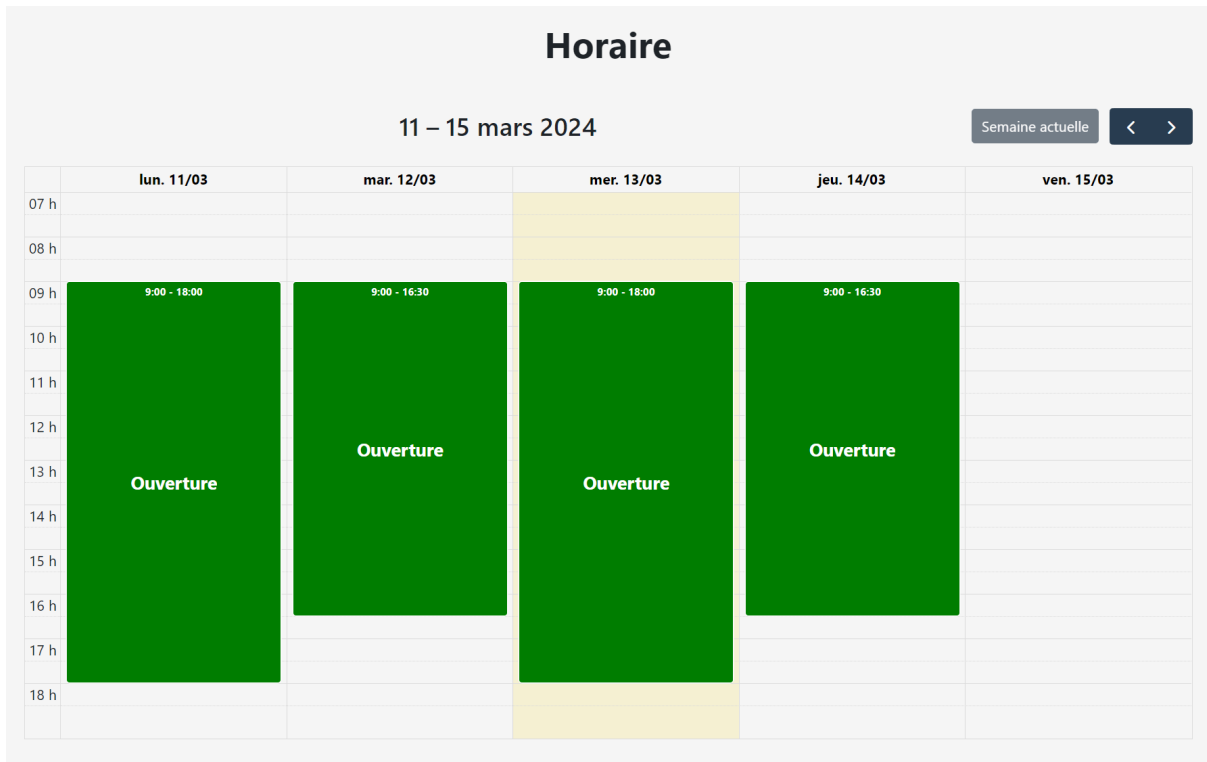 Horaire
11 – 15 mars 2024
Semaine actuelle
lun. 11/03
mar. 12/03
mer. 13/03
jeu. 14/03
ven. 15/03
07 h
08 h
09 h
10 h
11 h
12 h
13 h
14 h
15 h
16 h
17 h
18 h
9:00 - 18:00
Ouverture
9:00 - 16:30
Ouverture
9:00 - 18:00
Ouverture
9:00 - 16:30
Ouverture